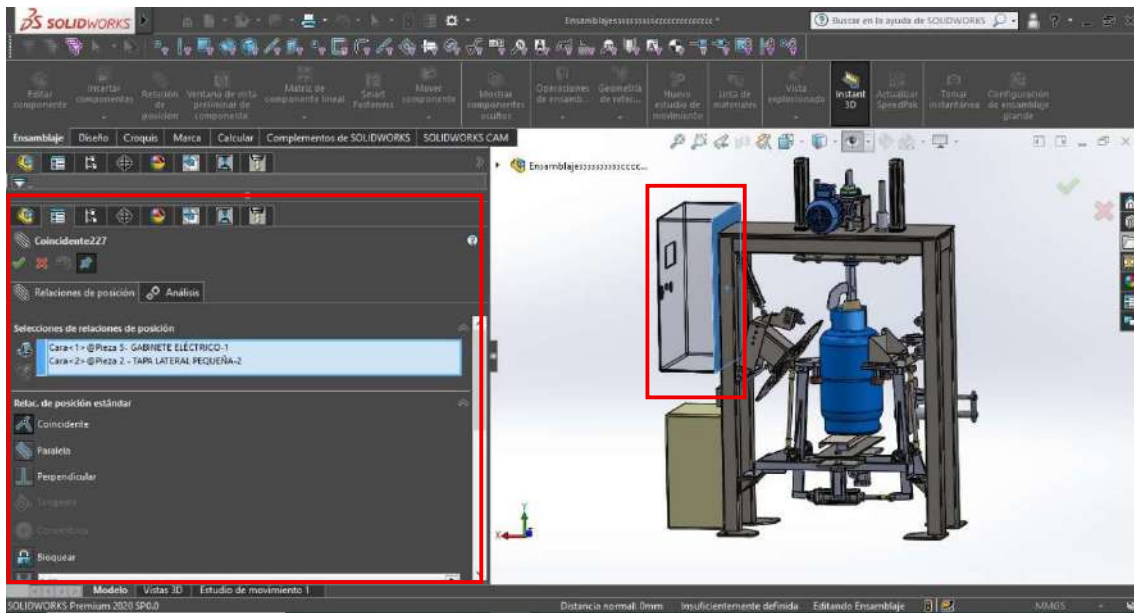 SOLIDWORKS
Ensamblajesssssssssccccccccccccc *
Buscar en la ayuda de SOLIDWORKS
Editar componente
Insertar componentes
Relación de posición
Ventana de vista preliminar de componente
Matriz de componente lineal
Smart Fasteners
Mover componente
Mostrar componentes ocultos
Operaciones de ensamb...
Geometría de refer...
Nuevo estudio de movimiento
Lista de materiales
Vista explosionada
Instant 3D
Actualizar SpeedPak
Tomar instantánea
Configuración de ensamblaje grande
Ensamblaje Diseño Croquis Marca Calcular Complementos de SOLIDWORKS SOLIDWORKS CAM
Coincidente227
Relaciones de posición Análisis
Selecciones de relaciones de posición
Cara<1>@Pieza 5- GABINETE ELÉCTRICO-1
Cara<2>@Pieza 2 - TAPA LATERAL PEQUEÑA-2
Relac. de posición estándar
Coincidente
Paralela
Perpendicular
Tangente
Concéntrica
Bloquear
Y
X
Modelo Vistas 3D Estudio de movimiento 1
SOLIDWORKS Premium 2020 SP0.0
Distancia normal: 0mm Insuficientemente definida Editando Ensamblaje MMGS